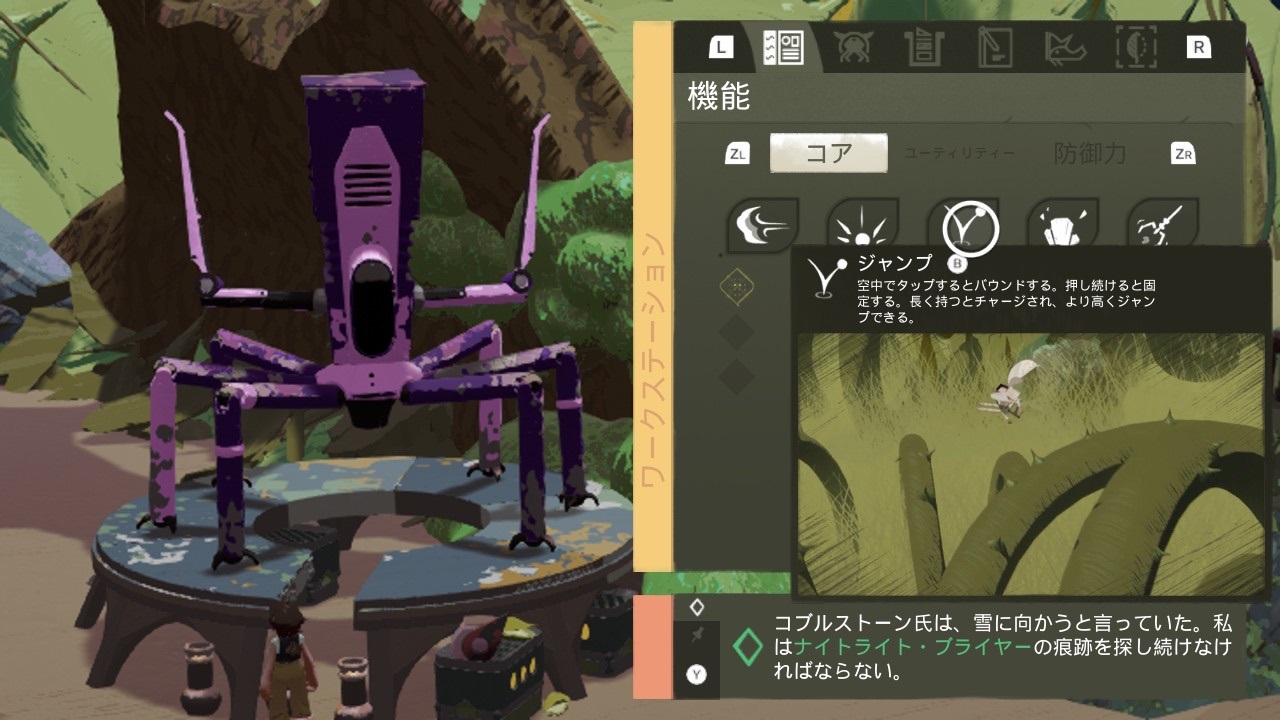 L
R
機能
ZL
コア
ユーティリティー
防御力
ZR
ジャンプ B
空中でタップするとバウンドする。押し続けると固
定する。長く持つとチャージされ、より高くジャン
プできる。
ワークステーション
コブルストーン氏は、雪に向かうと言っていた。私
はナイトライト・ブライヤーの痕跡を探し続けなけ
ればならない。
Y